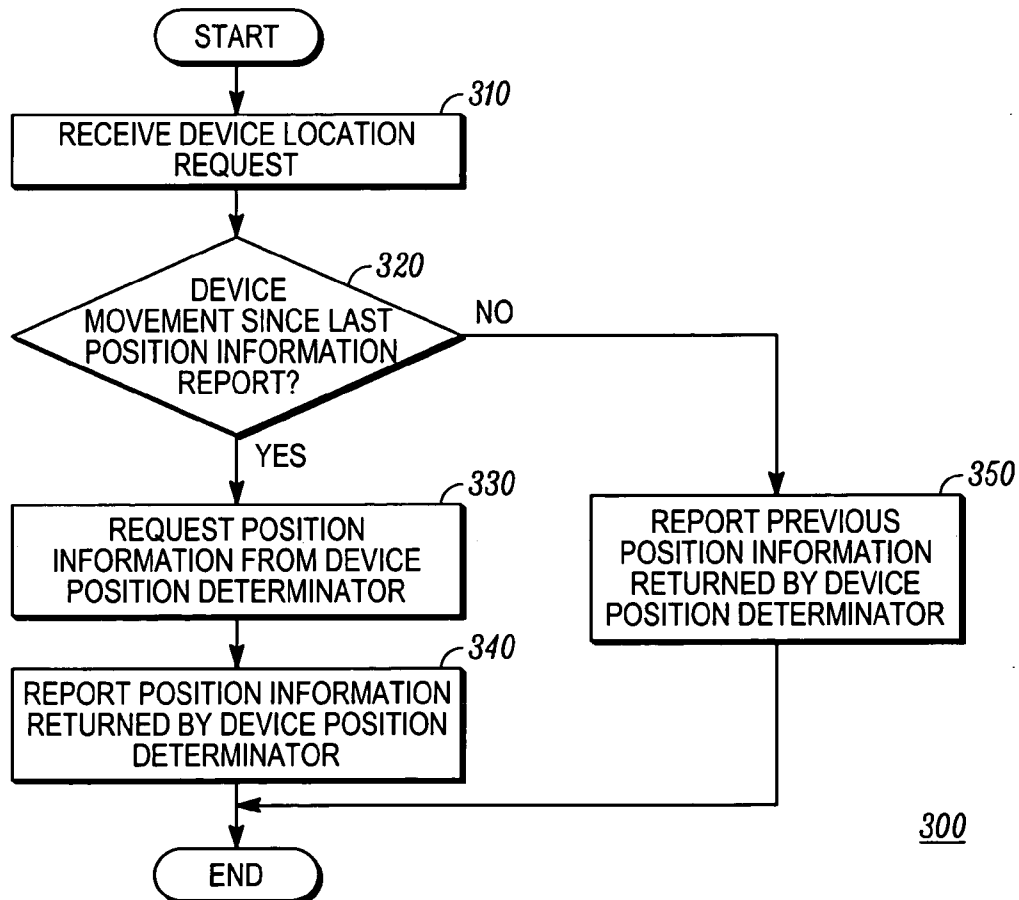 START
310
RECEIVE DEVICE LOCATION
REQUEST
320
DEVICE
MOVEMENT SINCE LAST
POSITION INFORMATION
REPORT?
NO
YES
330
REQUEST POSITION
INFORMATION FROM DEVICE
POSITION DETERMINATOR
350
REPORT PREVIOUS
POSITION INFORMATION
RETURNED BY DEVICE
POSITION DETERMINATOR
340
REPORT POSITION INFORMATION
RETURNED BY DEVICE POSITION
DETERMINATOR
300
END